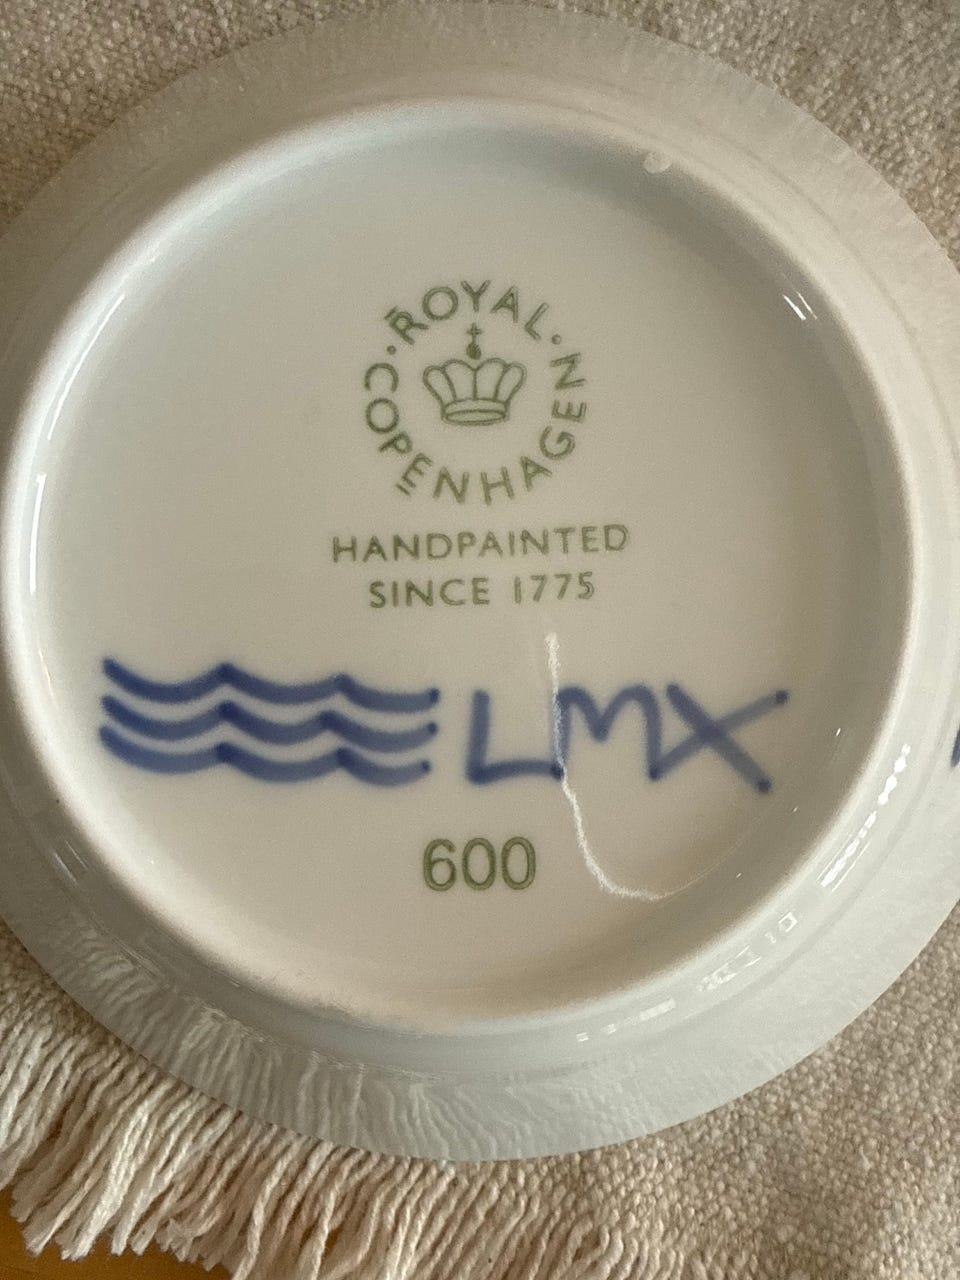 ROYAL
COPENHAGEN
HANDPAINTED
SINCE 1775
LMX
600